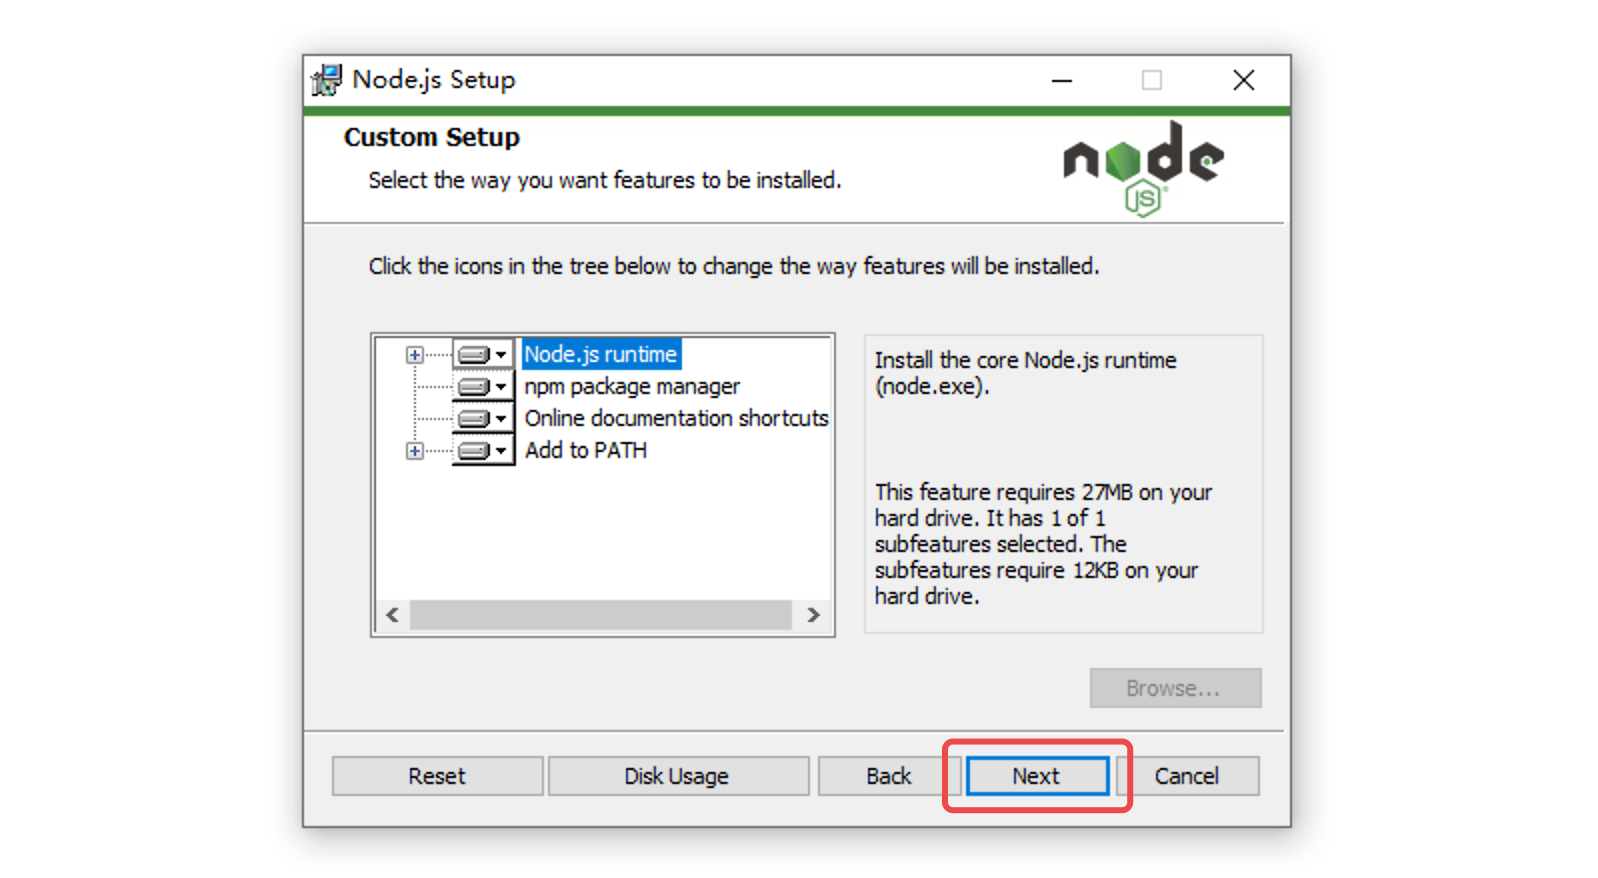 Node.js Setup
Custom Setup
Select the way you want features to be installed.
node
JS
Click the icons in the tree below to change the way features will be installed.
Node.js runtime
npm package manager
Online documentation shortcuts
Add to PATH
Install the core Node.js runtime
(node.exe).
This feature requires 27MB on your
hard drive. It has 1 of 1
subfeatures selected. The
subfeatures require 12KB on your
hard drive.
Browse...
Reset
Disk Usage
Back
Next
Cancel